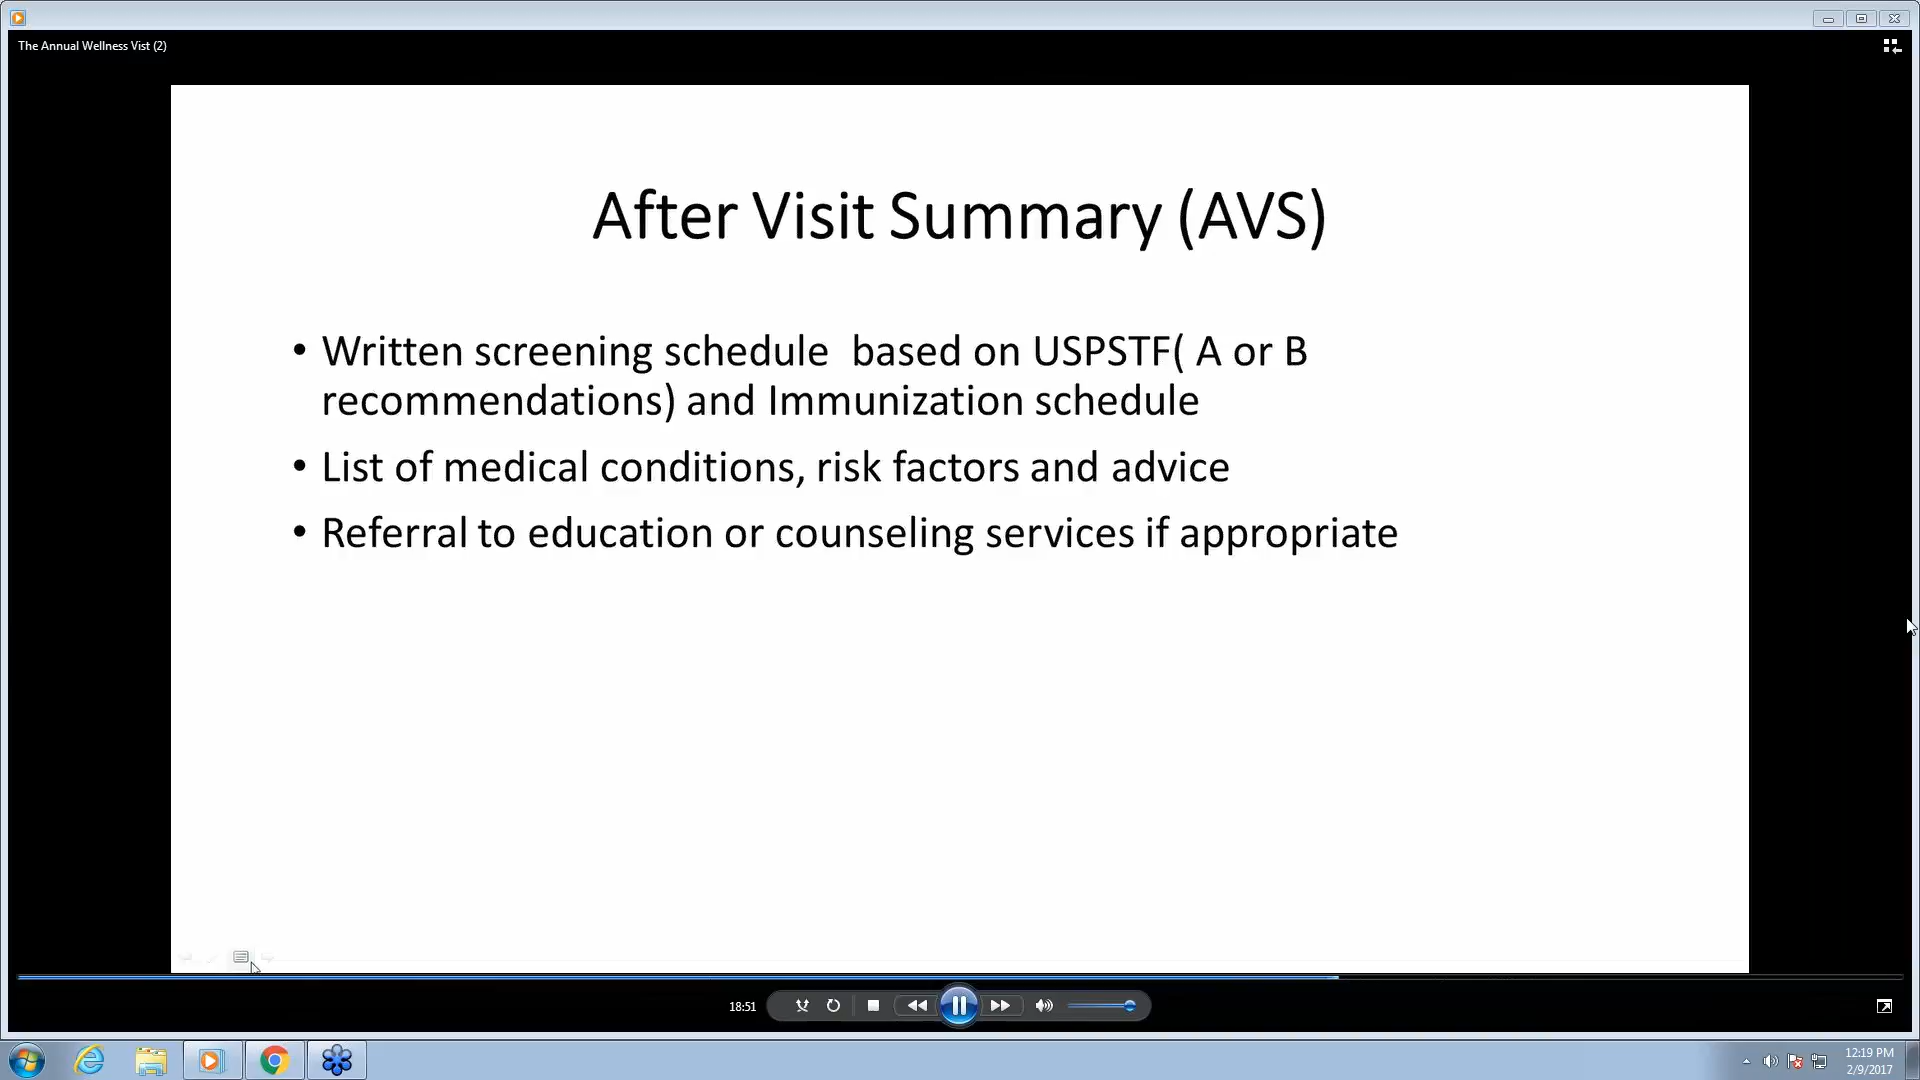 The Annual Wellness Vist (2)
After Visit Summary (AVS)
• Written screening schedule  based on USPSTF( A or B
recommendations) and Immunization schedule
• List of medical conditions, risk factors and advice
• Referral to education or counseling services if appropriate
18:51
12:19 PM
2/9/2017